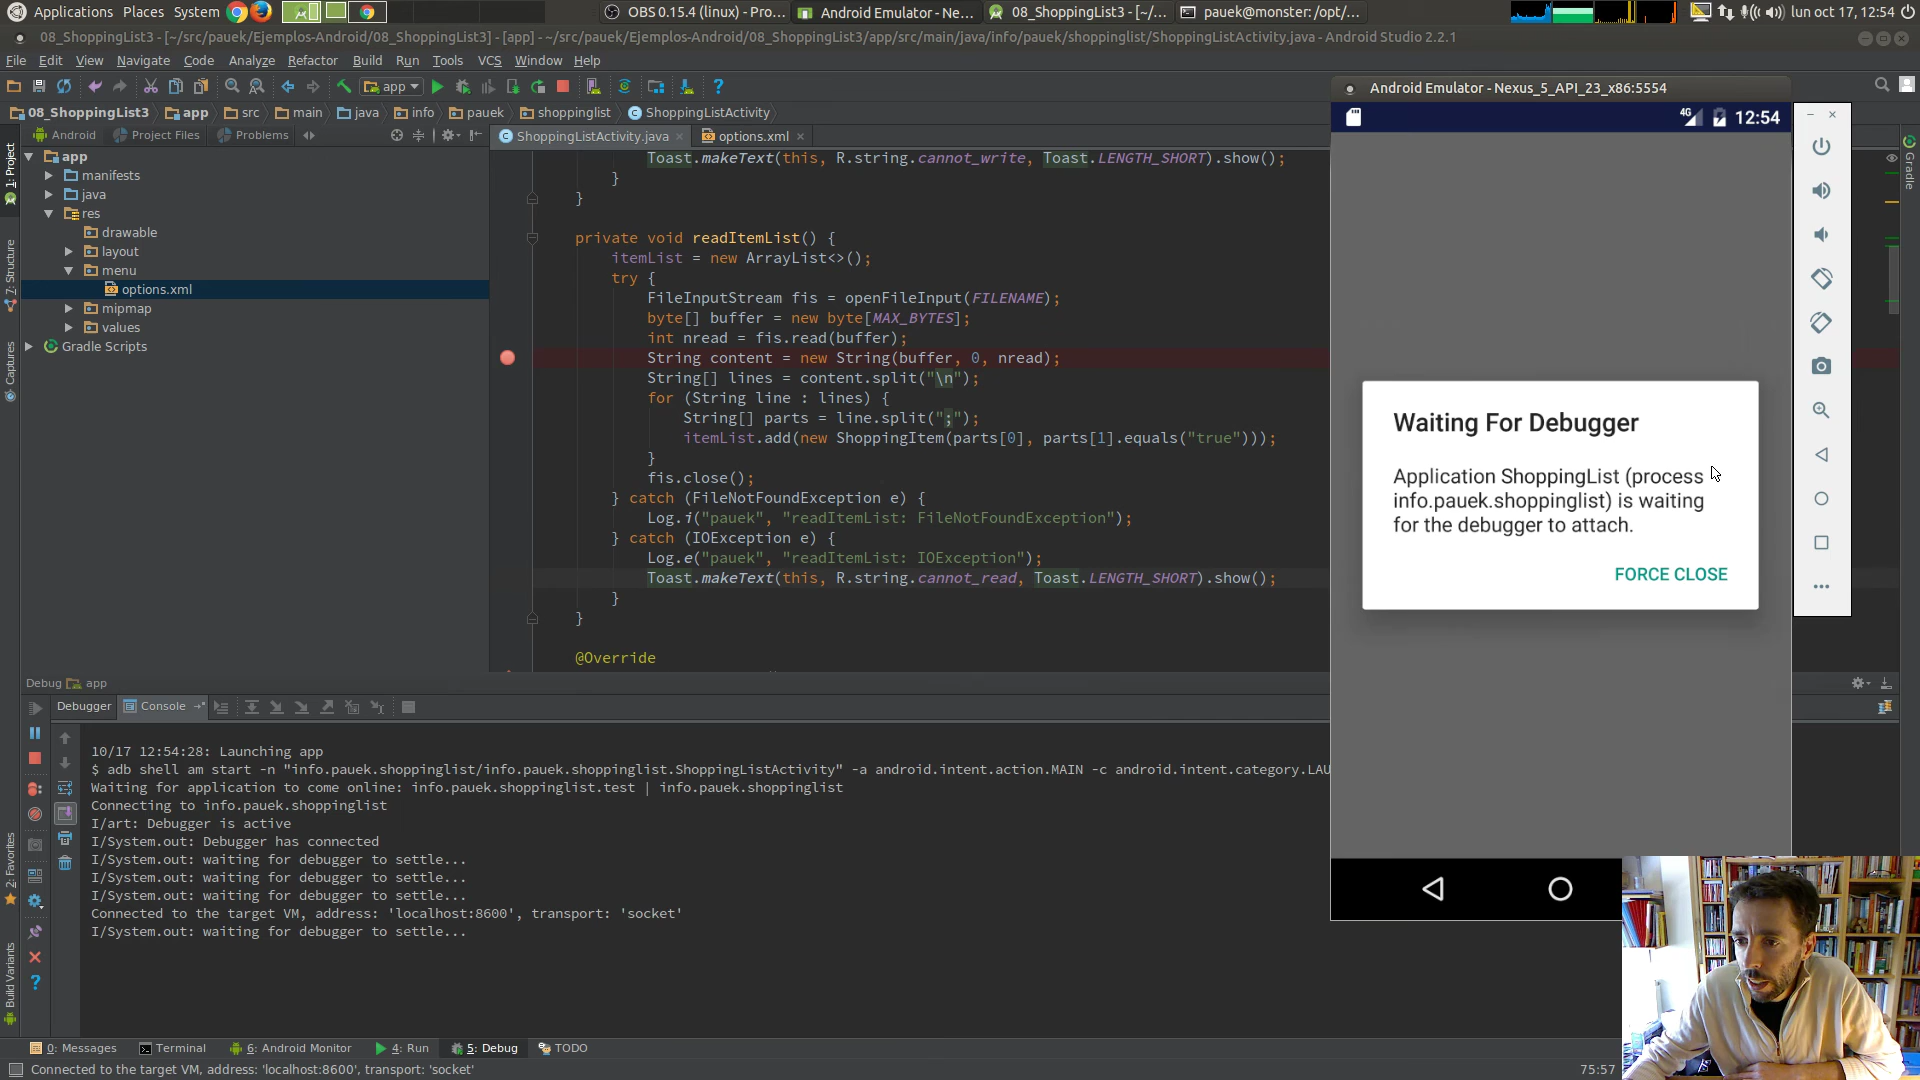 Applications Places System
OBS 0.15.4 (linux) - Pro...
Android Emulator - Ne...
08_ShoppingList3 - [~/...
pauek@monster: /opt/...
lun oct 17, 12:54
08_ShoppingList3 - [~/src/pauek/Ejemplos-Android/08_ShoppingList3] - [app] - ~/src/pauek/Ejemplos-Android/08_ShoppingList3/app/src/main/java/info/pauek/shoppinglist/ShoppingListActivity.java - Android Studio 2.2.1
File Edit View Navigate Code Analyze Refactor Build Run Tools VCS Window Help
app
08_ShoppingList3 app src main java info pauek shoppinglist ShoppingListActivity
Android Project Files Problems
ShoppingListActivity.java options.xml
1: Project
7: Structure
Captures
2: Favorites
Build Variants
Gradle
app
manifests
java
res
drawable
layout
menu
options.xml
mipmap
values
Gradle Scripts
Toast.makeText(this, R.string.cannot_write, Toast.LENGTH_SHORT).show();
}
}
private void readItemList() {
itemList = new ArrayList<>();
try {
FileInputStream fis = openFileInput(FILENAME);
byte[] buffer = new byte[MAX_BYTES];
int nread = fis.read(buffer);
String content = new String(buffer, 0, nread);
String[] lines = content.split("\n");
for (String line : lines) {
String[] parts = line.split(";");
itemList.add(new ShoppingItem(parts[0], parts[1].equals("true")));
}
fis.close();
} catch (FileNotFoundException e) {
Log.i("pauek", "readItemList: FileNotFoundException");
} catch (IOException e) {
Log.e("pauek", "readItemList: IOException");
Toast.makeText(this, R.string.cannot_read, Toast.LENGTH_SHORT).show();
}
}
@Override
Android Emulator - Nexus_5_API_23_x86:5554
4G 12:54
Waiting For Debugger
Application ShoppingList (process
info.pauek.shoppinglist) is waiting
for the debugger to attach.
FORCE CLOSE
Debug app
Debugger Console
10/17 12:54:28: Launching app
$ adb shell am start -n "info.pauek.shoppinglist/info.pauek.shoppinglist.ShoppingListActivity" -a android.intent.action.MAIN -c android.intent.category.LAU
Waiting for application to come online: info.pauek.shoppinglist.test | info.pauek.shoppinglist
Connecting to info.pauek.shoppinglist
I/art: Debugger is active
I/System.out: Debugger has connected
I/System.out: waiting for debugger to settle...
I/System.out: waiting for debugger to settle...
I/System.out: waiting for debugger to settle...
Connected to the target VM, address: 'localhost:8600', transport: 'socket'
I/System.out: waiting for debugger to settle...
0: Messages Terminal 6: Android Monitor 4: Run 5: Debug TODO
Connected to the target VM, address: 'localhost:8600', transport: 'socket'
75:57